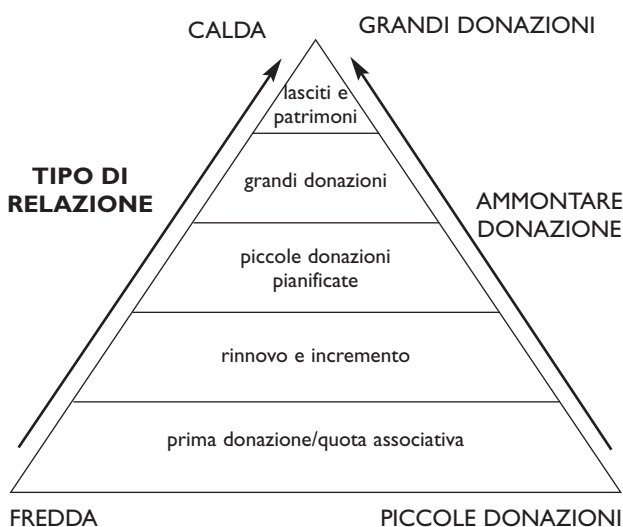 CALDA
GRANDI DONAZIONI
lasciti e
patrimoni
TIPO DI
RELAZIONE
grandi donazioni
AMMONTARE
DONAZIONE
piccole donazioni
pianificate
rinnovo e incremento
prima donazione/quota associativa
FREDDA
PICCOLE DONAZIONI